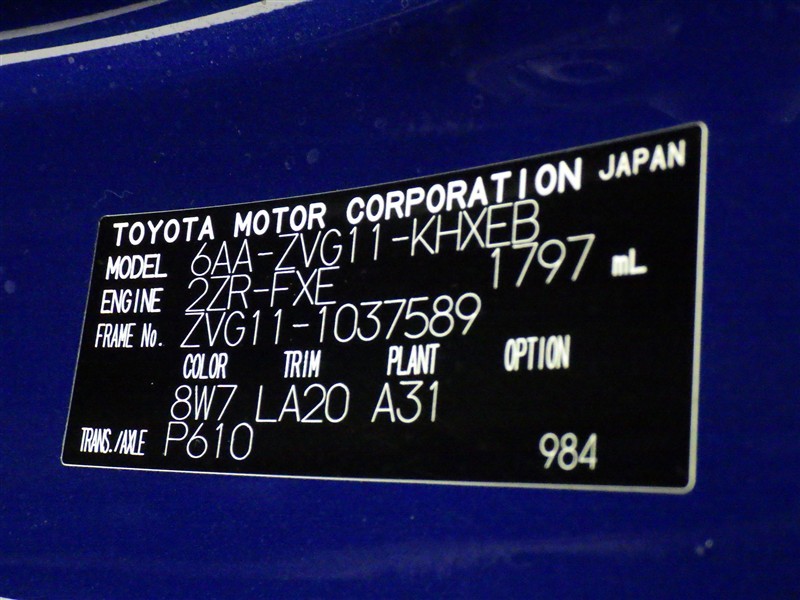 TOYOTA MOTOR CORPORATION JAPAN
MODEL 6AA-ZVG11-KHXEB
ENGINE 2ZR-FXE 1797 mL
FRAME No. ZVG11-1037589
COLOR TRIM PLANT OPTION
8W7 LA20 A31
TRANS./AXLE P610 984